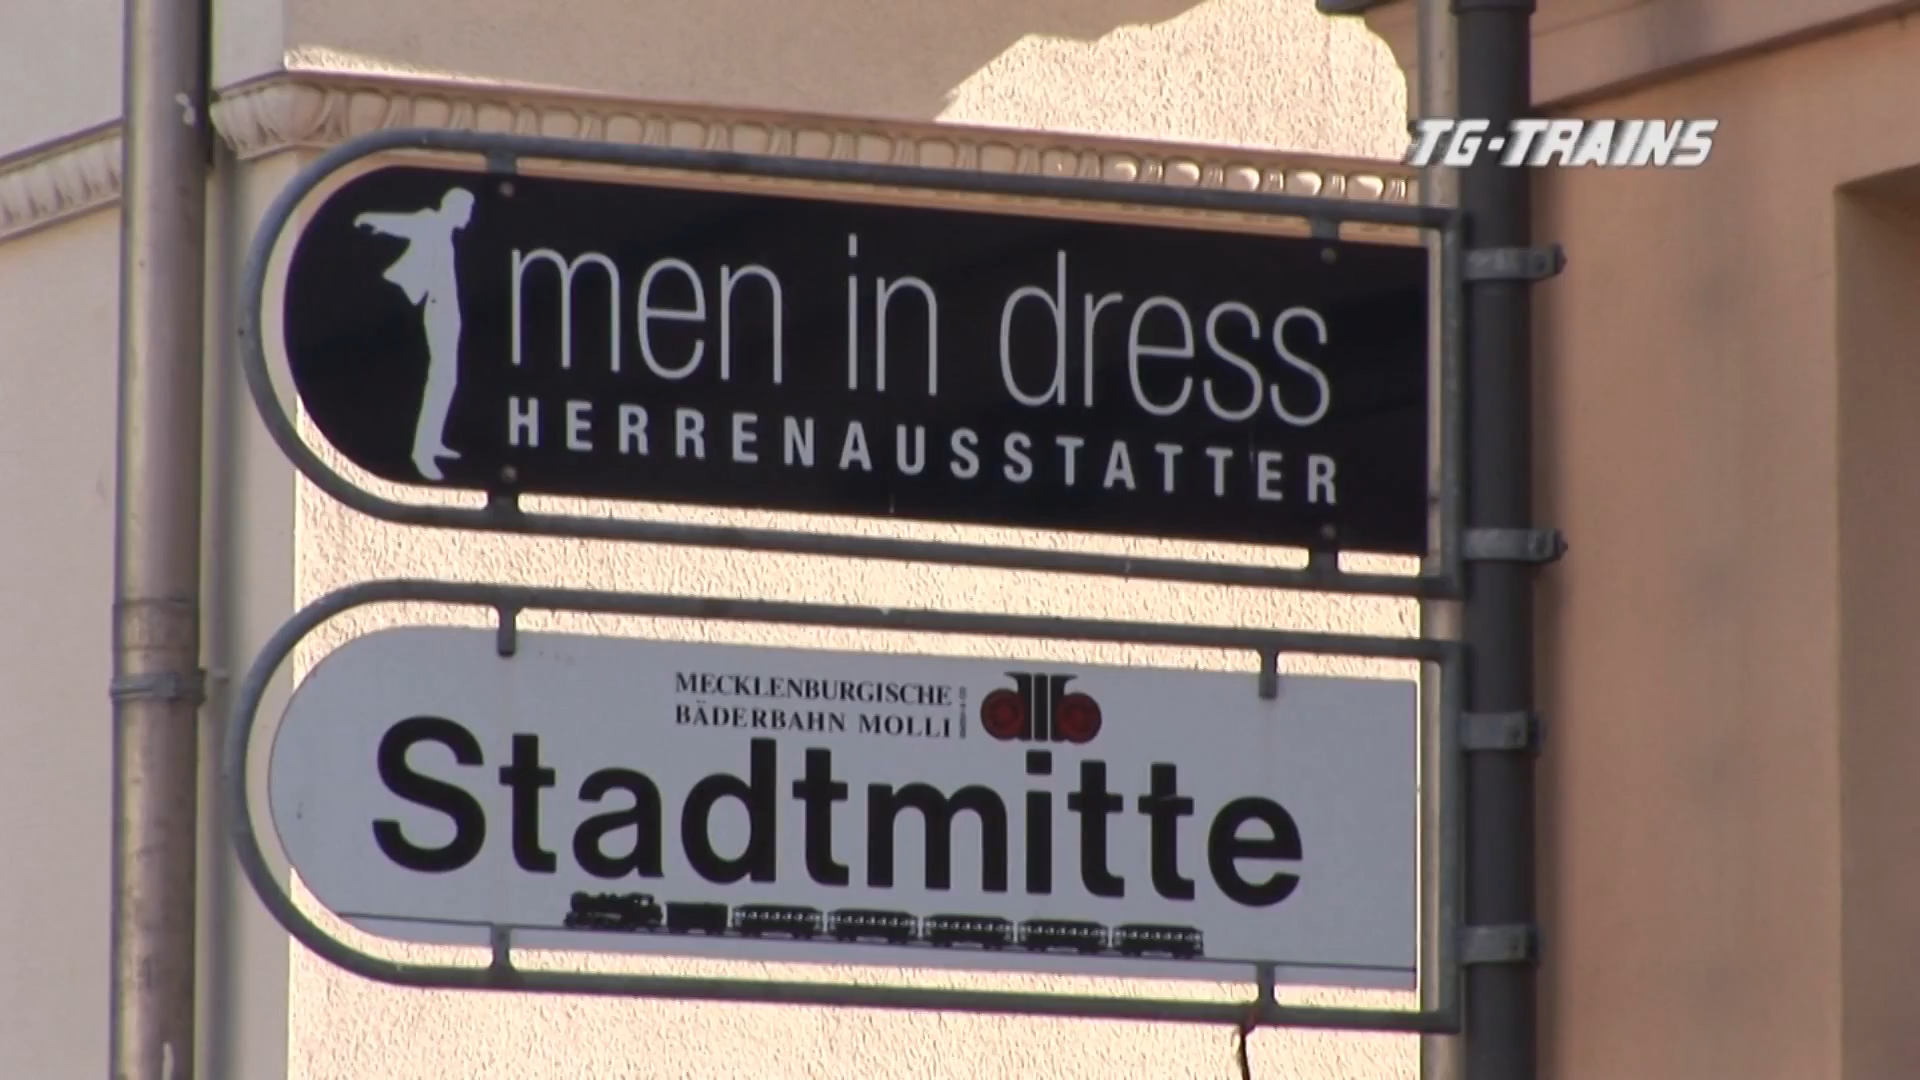 TG-TRAINS
men in dress
HERRENAUSSTATTER
MECKLENBURGISCHE
BÄDERBAHN MOLLI
Stadtmitte